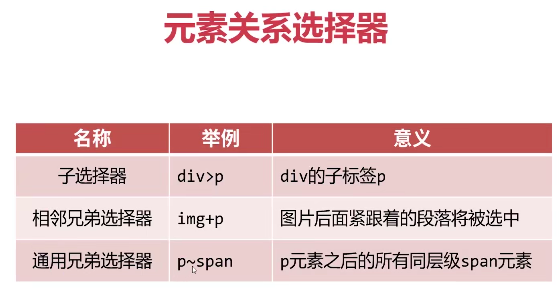 元素关系选择器
名称 举例 意义
子选择器 div>p div的子标签p
相邻兄弟选择器 img+p 图片后面紧跟着的段落将被选中
通用兄弟选择器 p~span p元素之后的所有同层级span元素